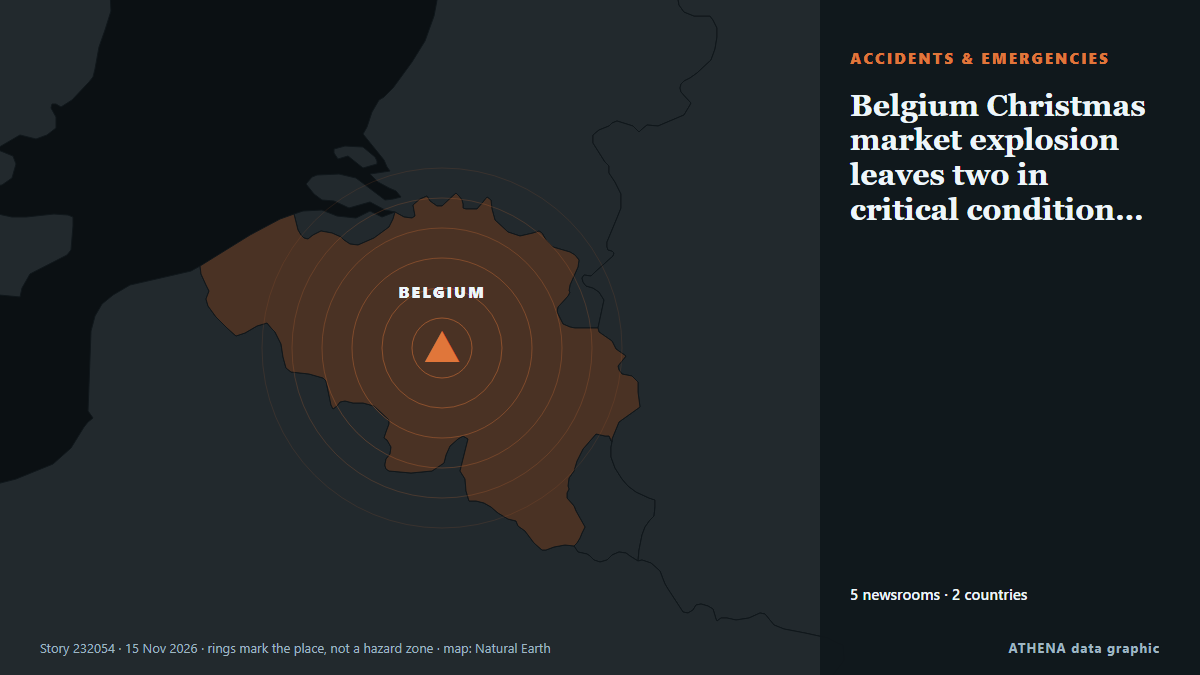 ACCIDENTS & EMERGENCIES
Belgium Christmas
market explosion
leaves two in
critical condition...
BELGIUM
5 newsrooms · 2 countries
Story 232054 · 15 Nov 2026 · rings mark the place, not a hazard zone · map: Natural Earth
ATHENA data graphic